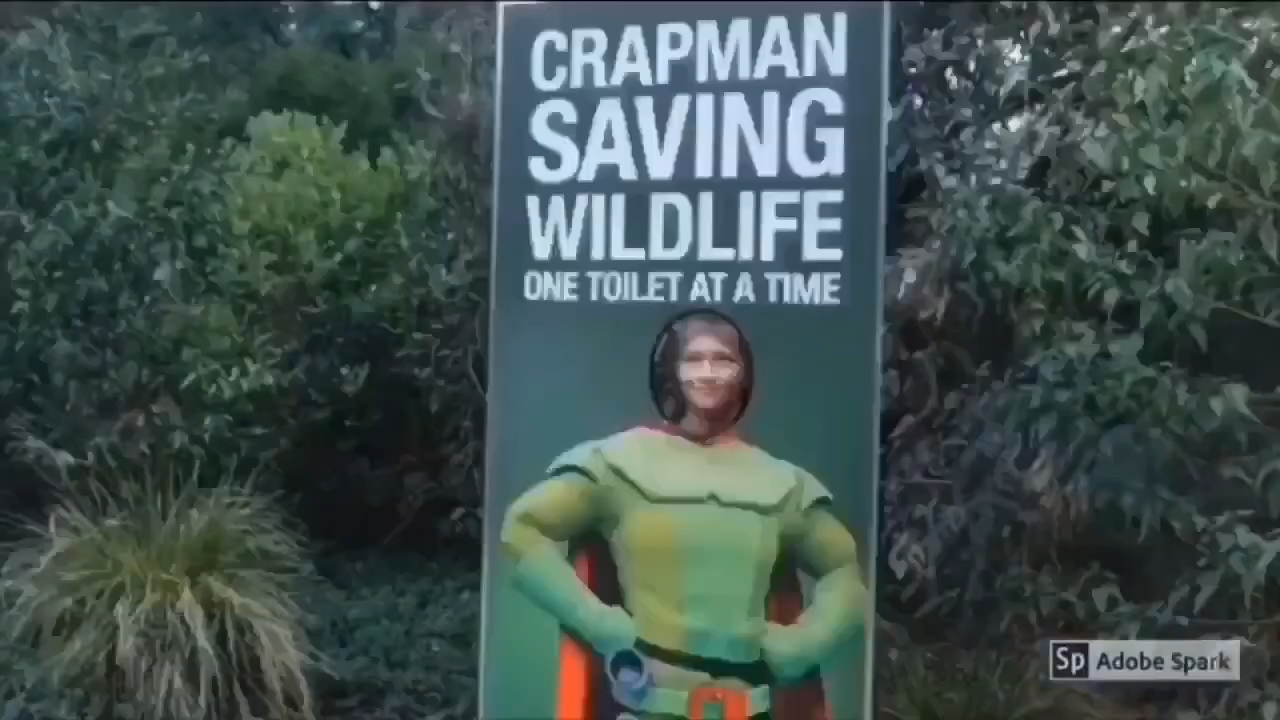 CRAPMAN
SAVING
WILDLIFE
ONE TOILET AT A TIME
Sp Adobe Spark